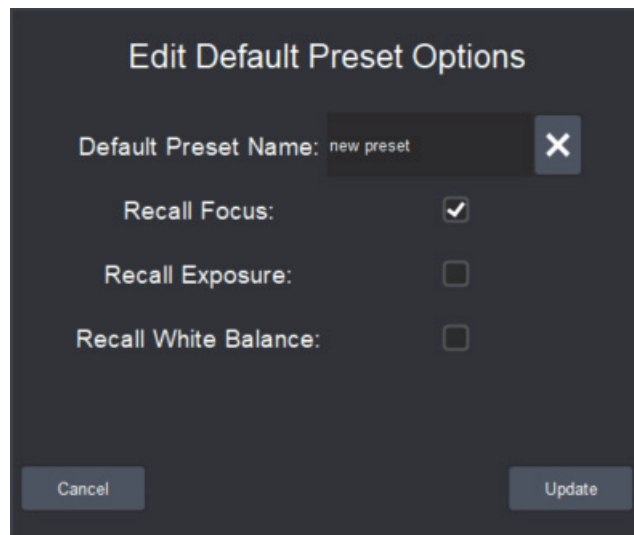 Edit Default Preset Options
Default Preset Name: new preset
Recall Focus:
Recall Exposure:
Recall White Balance:
Cancel Update